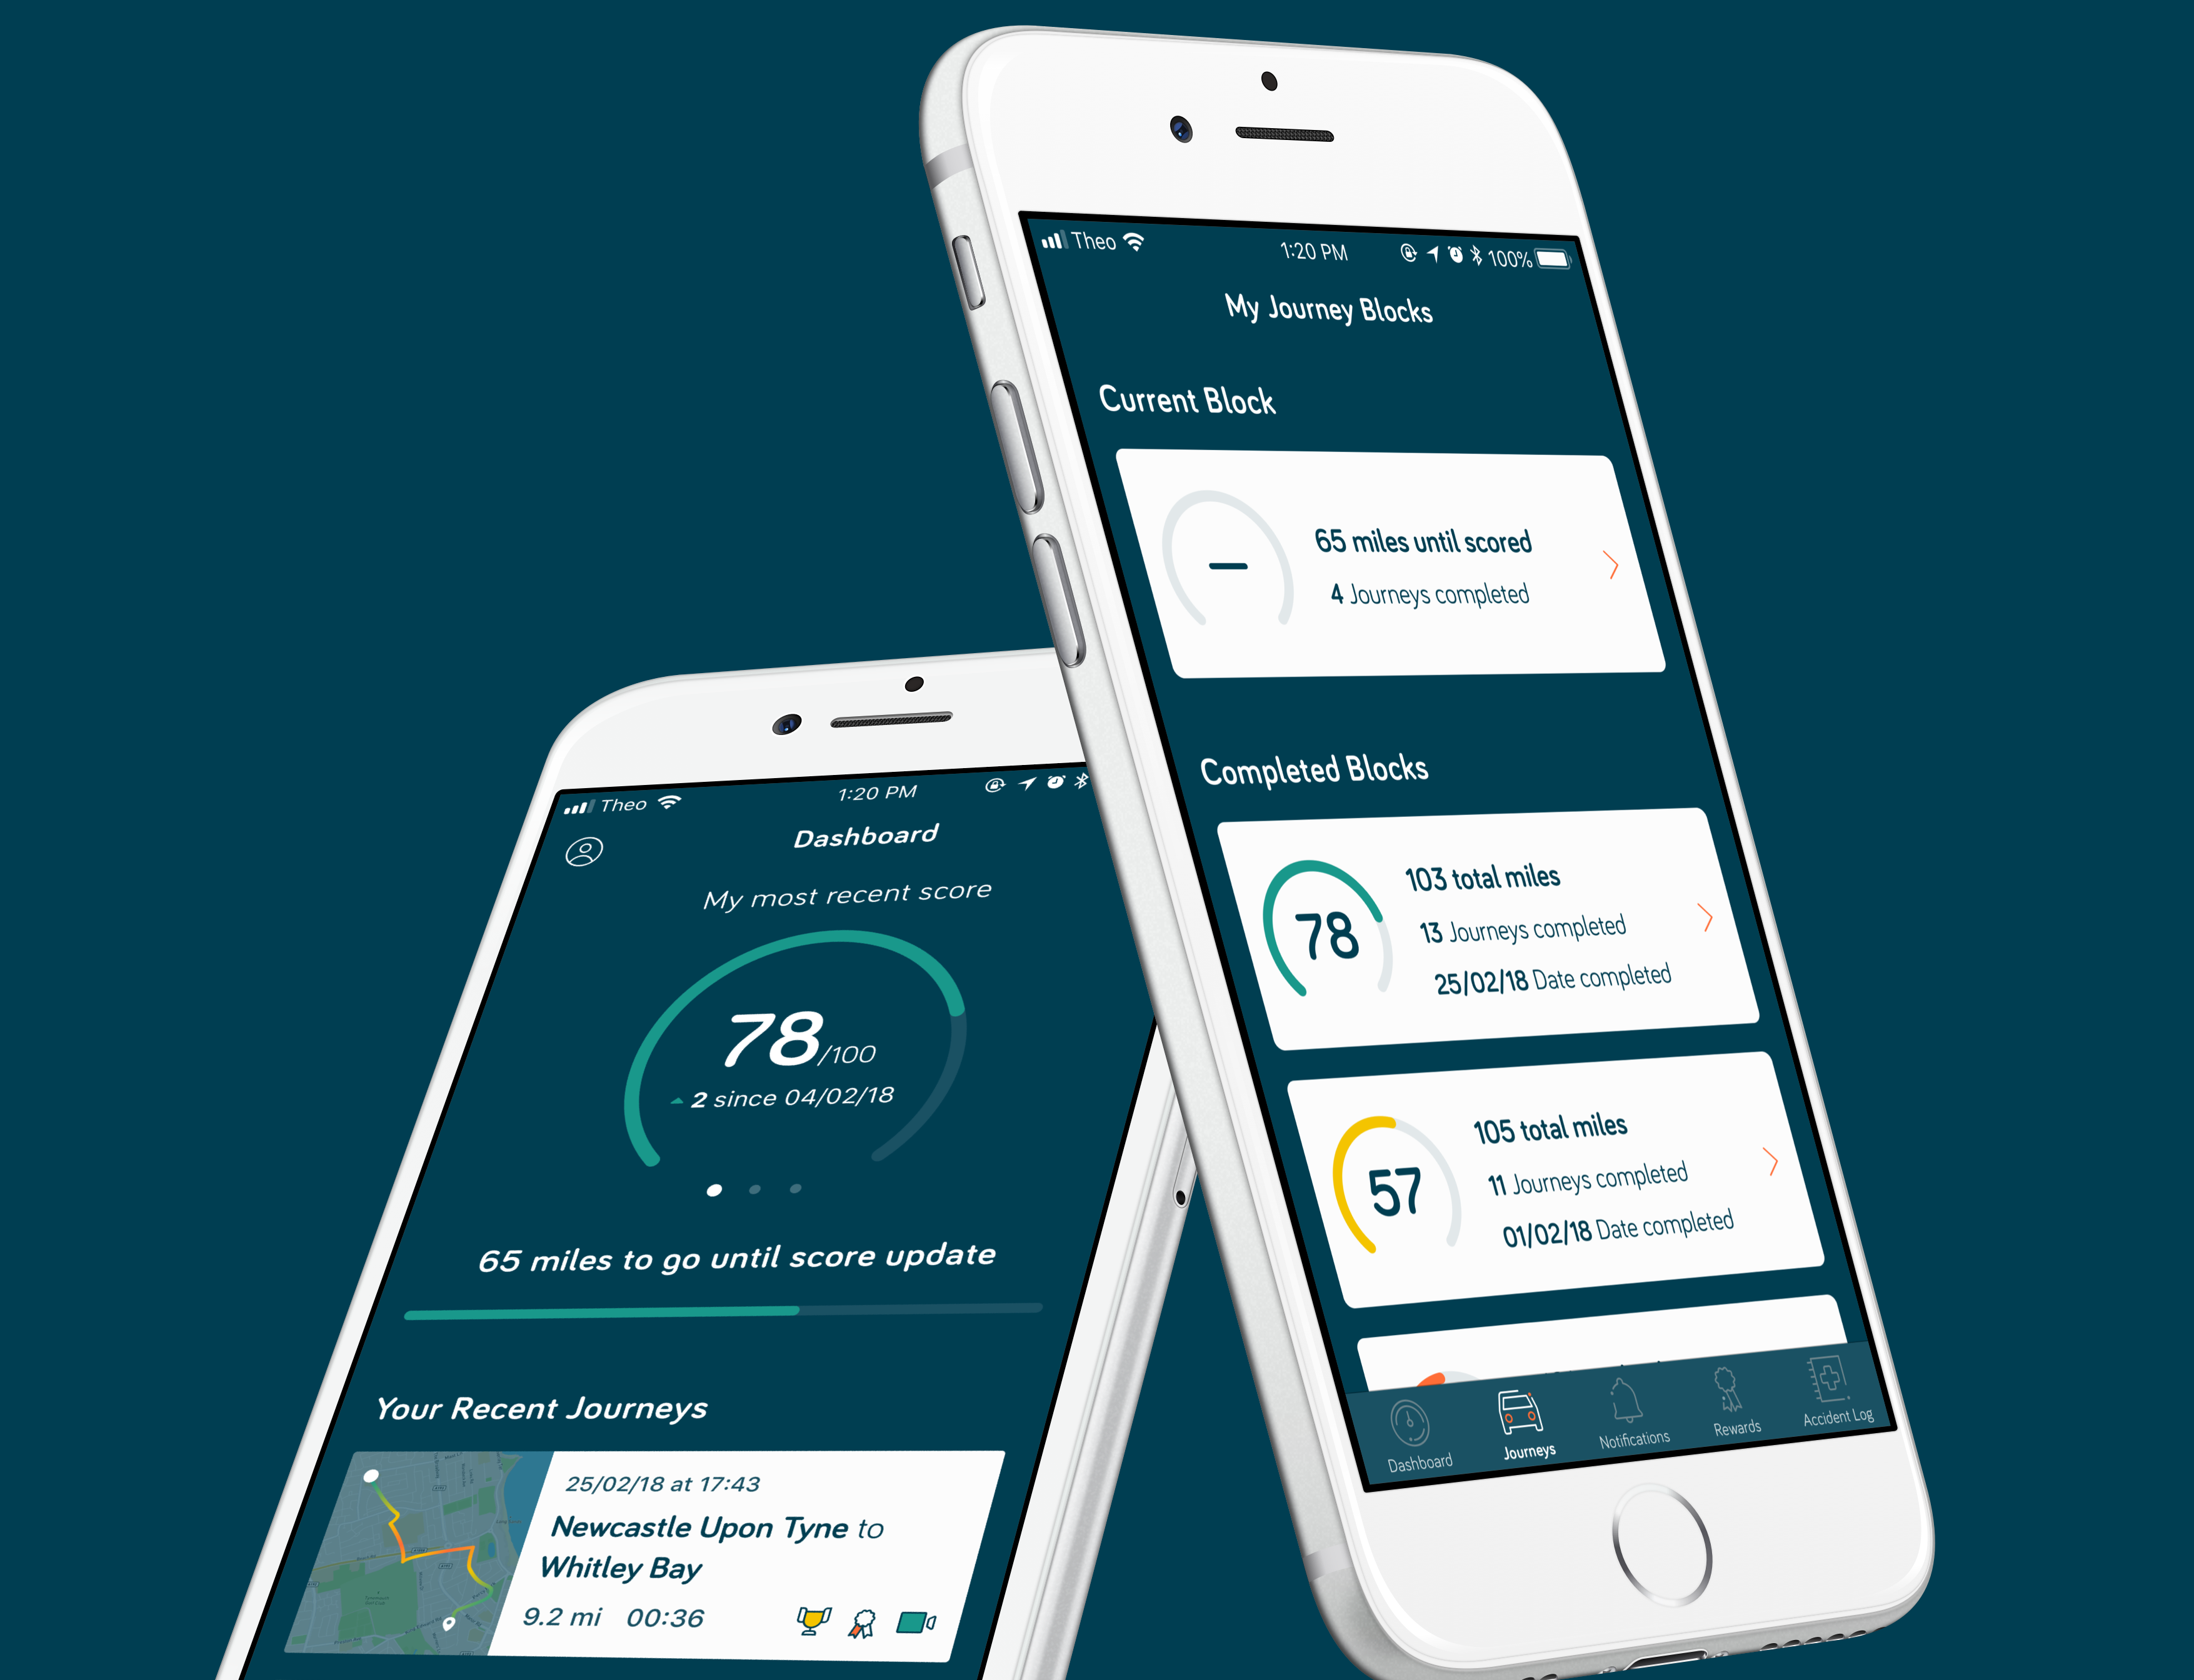 Theo
1:20 PM
100%
My Journey Blocks
Current Block
65 miles until scored
4 Journeys completed
Completed Blocks
78
103 total miles
13 Journeys completed
25/02/18 Date completed
57
105 total miles
11 Journeys completed
01/02/18 Date completed
Dashboard
Journeys
Notifications
Rewards
Accident Log
Theo
1:20 PM
Dashboard
My most recent score
78/100
2 since 04/02/18
65 miles to go until score update
Your Recent Journeys
25/02/18 at 17:43
Newcastle Upon Tyne to
Whitley Bay
9.2 mi 00:36